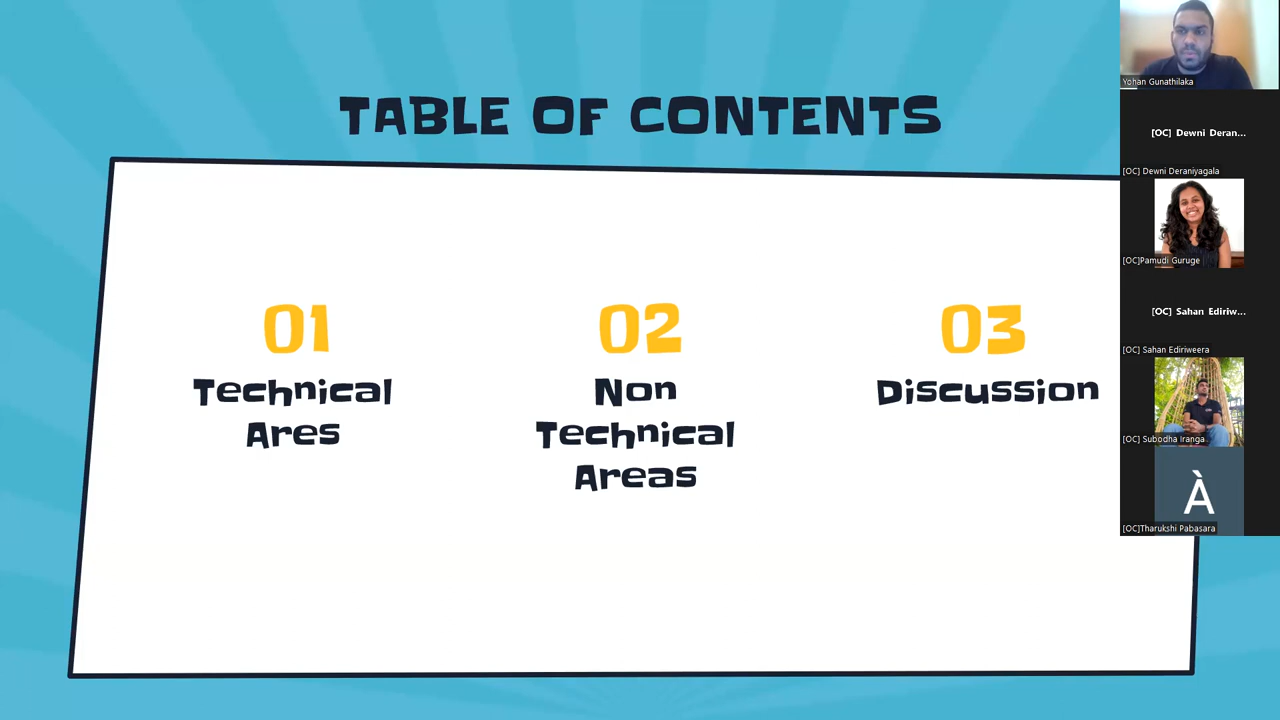 TABLE OF CONTENTS
01
Technical
Ares
02
Non
Technical
Areas
03
Discussion
Yohan Gunathilaka
[OC] Dewni Deran...
[OC] Dewni Deraniyagala
[OC]Pamudi Guruge
[OC] Sahan Ediriw...
[OC] Sahan Ediriweera
[OC] Subodha Iranga
À
[OC]Tharukshi Pabasara